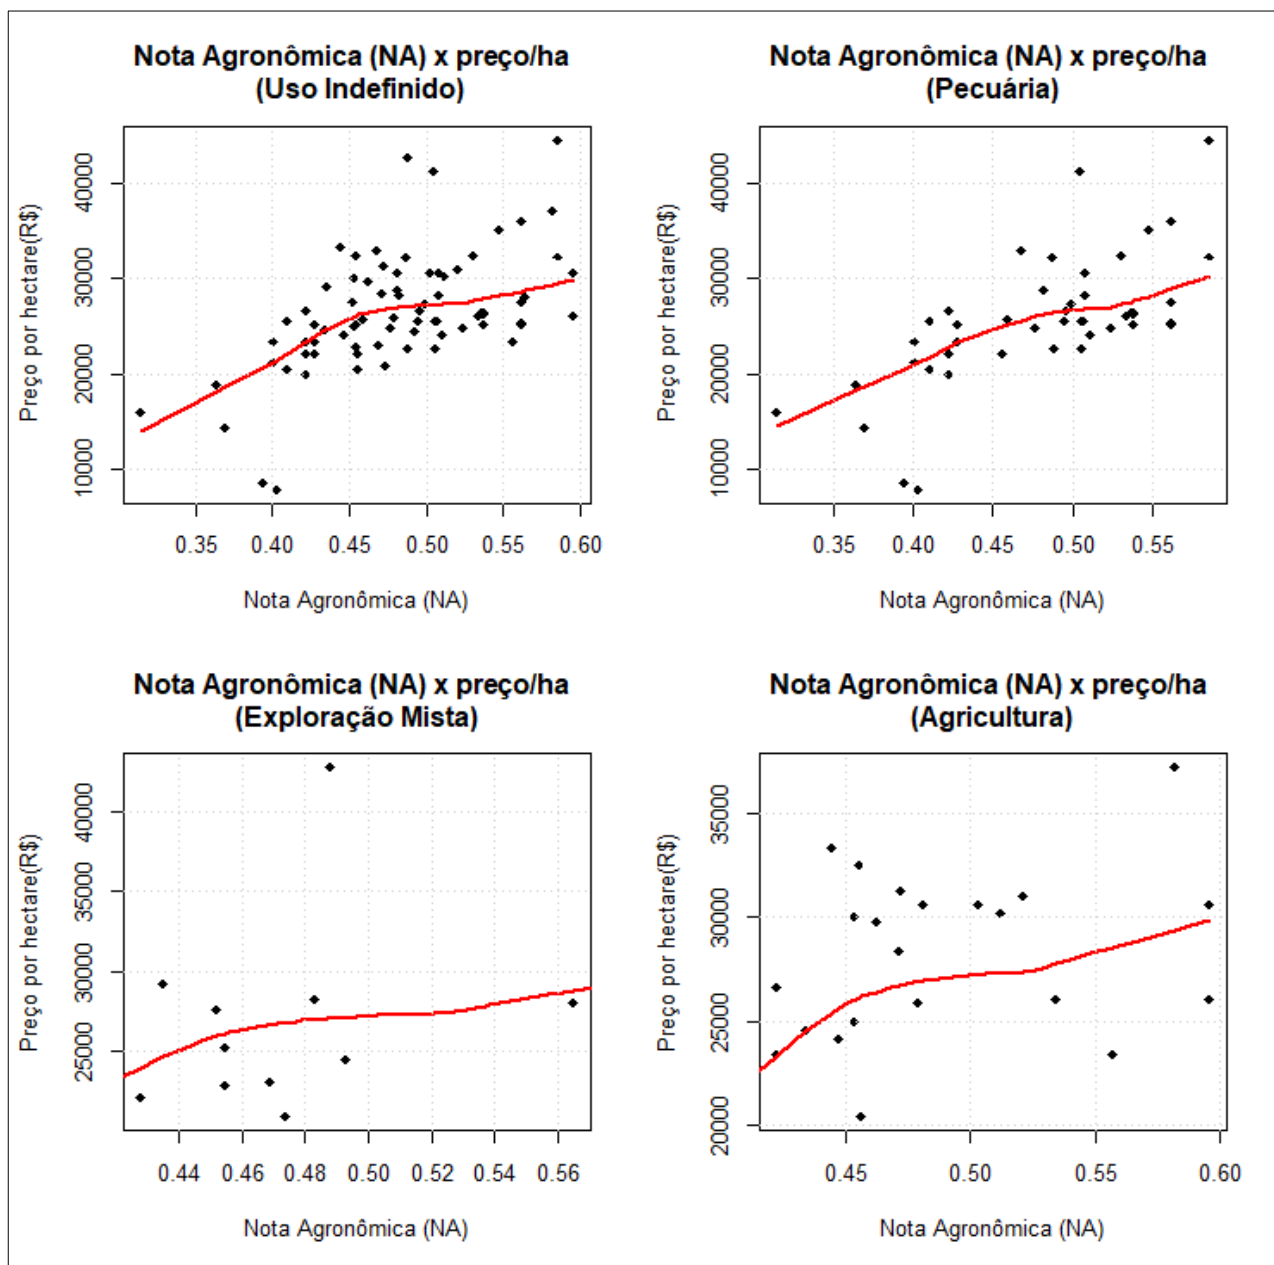 Nota Agronômica (NA) x preço/ha
(Uso Indefinido)
Preço por hectare(R$)
40000
30000
20000
10000
0.35 0.40 0.45 0.50 0.55 0.60
Nota Agronômica (NA)
Nota Agronômica (NA) x preço/ha
(Pecuária)
Preço por hectare(R$)
40000
30000
20000
10000
0.35 0.40 0.45 0.50 0.55
Nota Agronômica (NA)
Nota Agronômica (NA) x preço/ha
(Exploração Mista)
Preço por hectare(R$)
40000
35000
30000
25000
0.44 0.46 0.48 0.50 0.52 0.54 0.56
Nota Agronômica (NA)
Nota Agronômica (NA) x preço/ha
(Agricultura)
Preço por hectare(R$)
35000
30000
25000
20000
0.45 0.50 0.55 0.60
Nota Agronômica (NA)